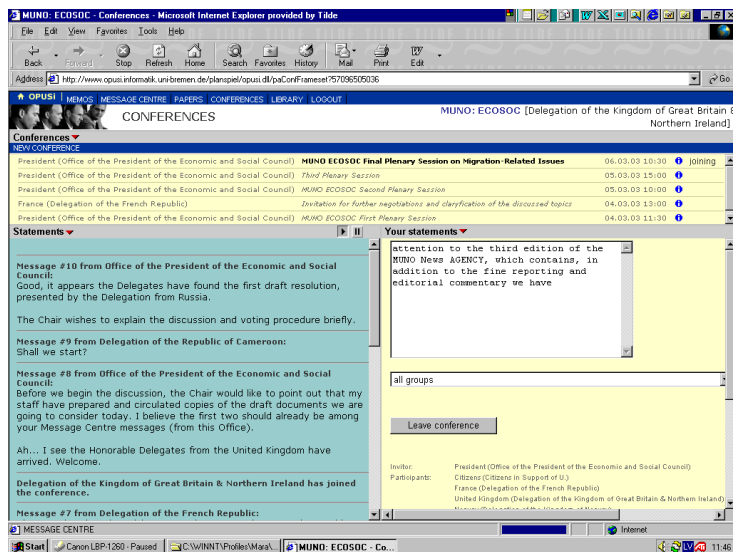 MUNO: ECOSOC - Conferences - Microsoft Internet Explorer provided by Tilde
File Edit View Favorites Tools Help
Back Forward Stop Refresh Home Search Favorites History Mail Print Edit
Address http://www.opusi.informatik.uni-bremen.de/planspiel/opusi.dll/paConfFrameset?57096505036 Go
OPUSi MEMOS MESSAGE CENTRE PAPERS CONFERENCES LIBRARY LOGOUT
CONFERENCES
MUNO: ECOSOC [Delegation of the Kingdom of Great Britain &
Northern Ireland]
Conferences
NEW CONFERENCE
President (Office of the President of the Economic and Social Council) MUNO ECOSOC Final Plenary Session on Migration-Related Issues 06.03.03 10:30 joining
President (Office of the President of the Economic and Social Council) Third Plenary Session 05.03.03 15:00
President (Office of the President of the Economic and Social Council) MUNO ECOSOC Second Plenary Session 05.03.03 10:00
France (Delegation of the French Republic) Invitation for further negotiations and claryfication of the discussed topics 04.03.03 13:00
President (Office of the President of the Economic and Social Council) MUNO ECOSOC First Plenary Session 04.03.03 11:30
Statements
Message #10 from Office of the President of the Economic and Social
Council:
Good, it appears the Delegates have found the first draft resolution,
presented by the Delegation from Russia.
The Chair wishes to explain the discussion and voting procedure briefly.
Message #9 from Delegation of the Republic of Cameroon:
Shall we start?
Message #8 from Office of the President of the Economic and Social
Council:
Before we begin the discussion, the Chair would like to point out that my
staff have prepared and circulated copies of the draft documents we are
going to consider today. I believe the first two should already be among
your Message Centre messages (from this Office).
Ah... I see the Honorable Delegates from the United Kingdom have
arrived. Welcome.
Delegation of the Kingdom of Great Britain & Northern Ireland has joined
the conference.
Message #7 from Delegation of the French Republic:
Your statements
attention to the third edition of the
MUNO News AGENCY, which contains, in
addition to the fine reporting and
editorial commentary we have
all groups
Leave conference
Invitor: President (Office of the President of the Economic and Social Council)
Participants: Citizens (Citizens in Support of U.)
France (Delegation of the French Republic)
United Kingdom (Delegation of the Kingdom of Great Britain & Northern Ireland)
Norway (Delegation of the Kingdom of Norway)
MESSAGE CENTRE Internet
Start Canon LBP-1260 - Paused C:\WINNT\Profiles\Mara\... MUNO: ECOSOC - Co... LV 11:46